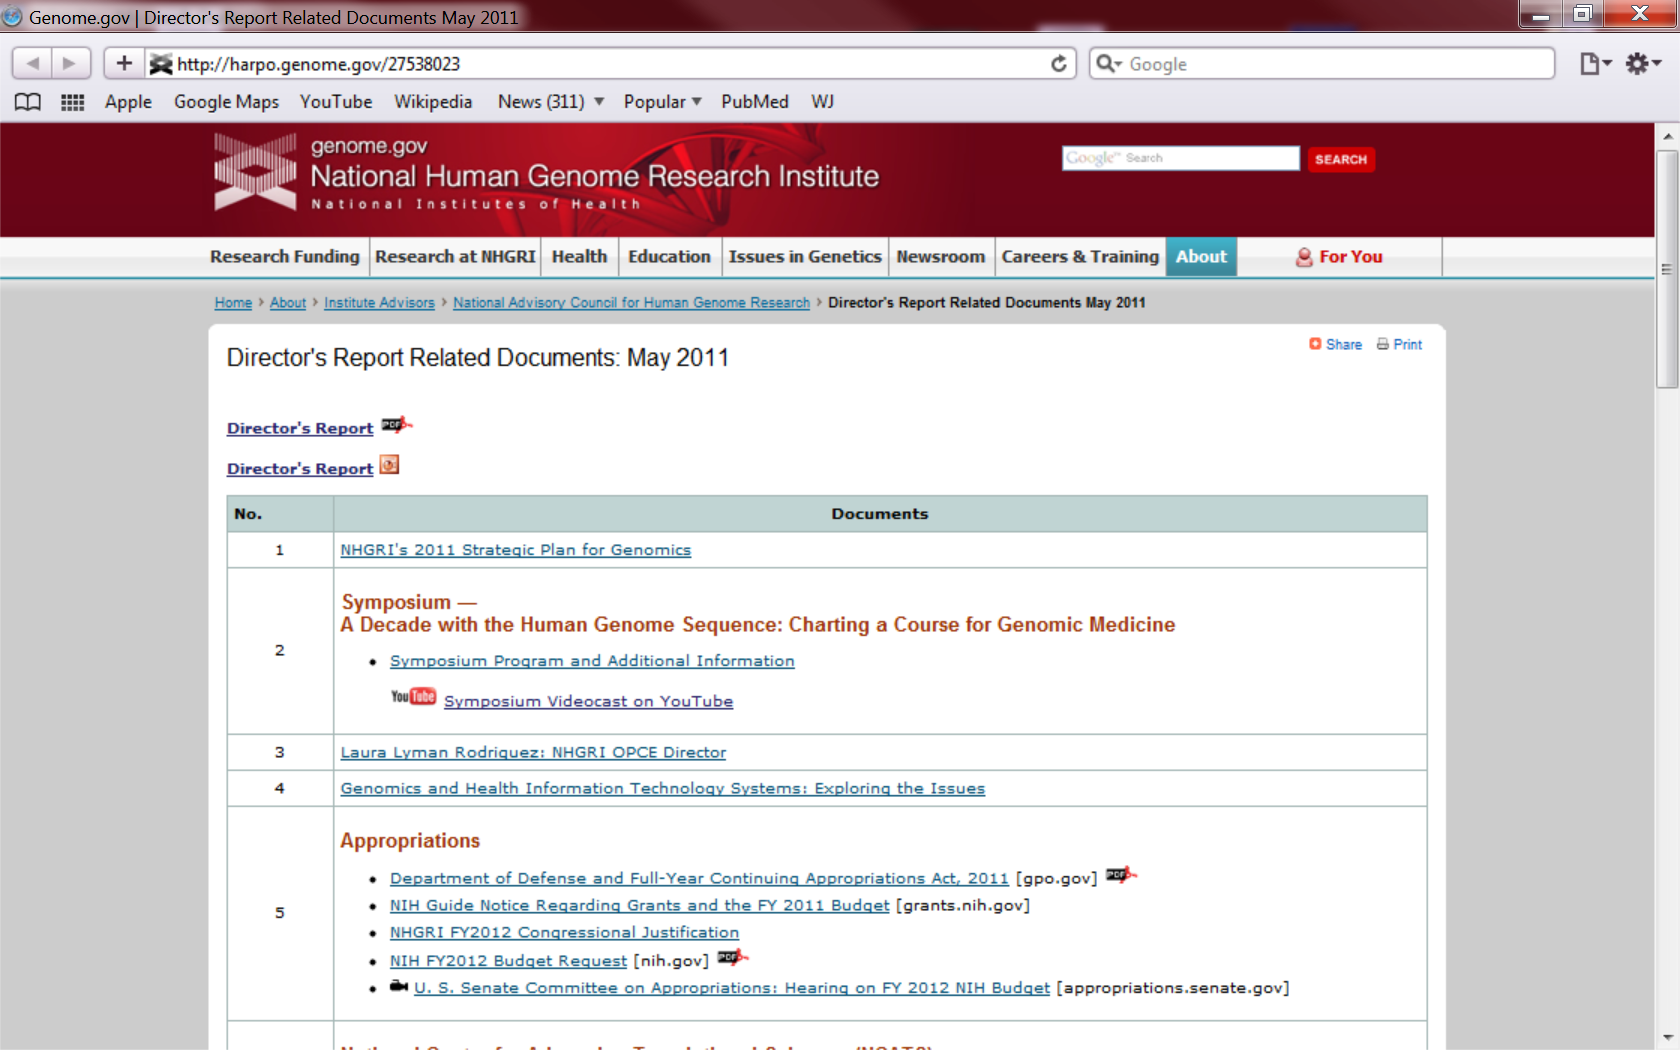 Genome.gov | Director's Report Related Documents May 2011
http://harpo.genome.gov/27538023
Google
Apple Google Maps YouTube Wikipedia News (311) Popular PubMed WJ
genome.gov
National Human Genome Research Institute
National Institutes of Health
Google™ Search SEARCH
Research Funding Research at NHGRI Health Education Issues in Genetics Newsroom Careers & Training About For You
Home › About › Institute Advisors › National Advisory Council for Human Genome Research › Director's Report Related Documents May 2011
Share Print
Director's Report Related Documents: May 2011
Director's Report PDF
Director's Report
No. Documents
1 NHGRI's 2011 Strategic Plan for Genomics
2
Symposium —
A Decade with the Human Genome Sequence: Charting a Course for Genomic Medicine
• Symposium Program and Additional Information
YouTube Symposium Videocast on YouTube
3 Laura Lyman Rodriguez: NHGRI OPCE Director
4 Genomics and Health Information Technology Systems: Exploring the Issues
5
Appropriations
• Department of Defense and Full-Year Continuing Appropriations Act, 2011 [gpo.gov] PDF
• NIH Guide Notice Regarding Grants and the FY 2011 Budget [grants.nih.gov]
• NHGRI FY2012 Congressional Justification
• NIH FY2012 Budget Request [nih.gov] PDF
• U. S. Senate Committee on Appropriations: Hearing on FY 2012 NIH Budget [appropriations.senate.gov]